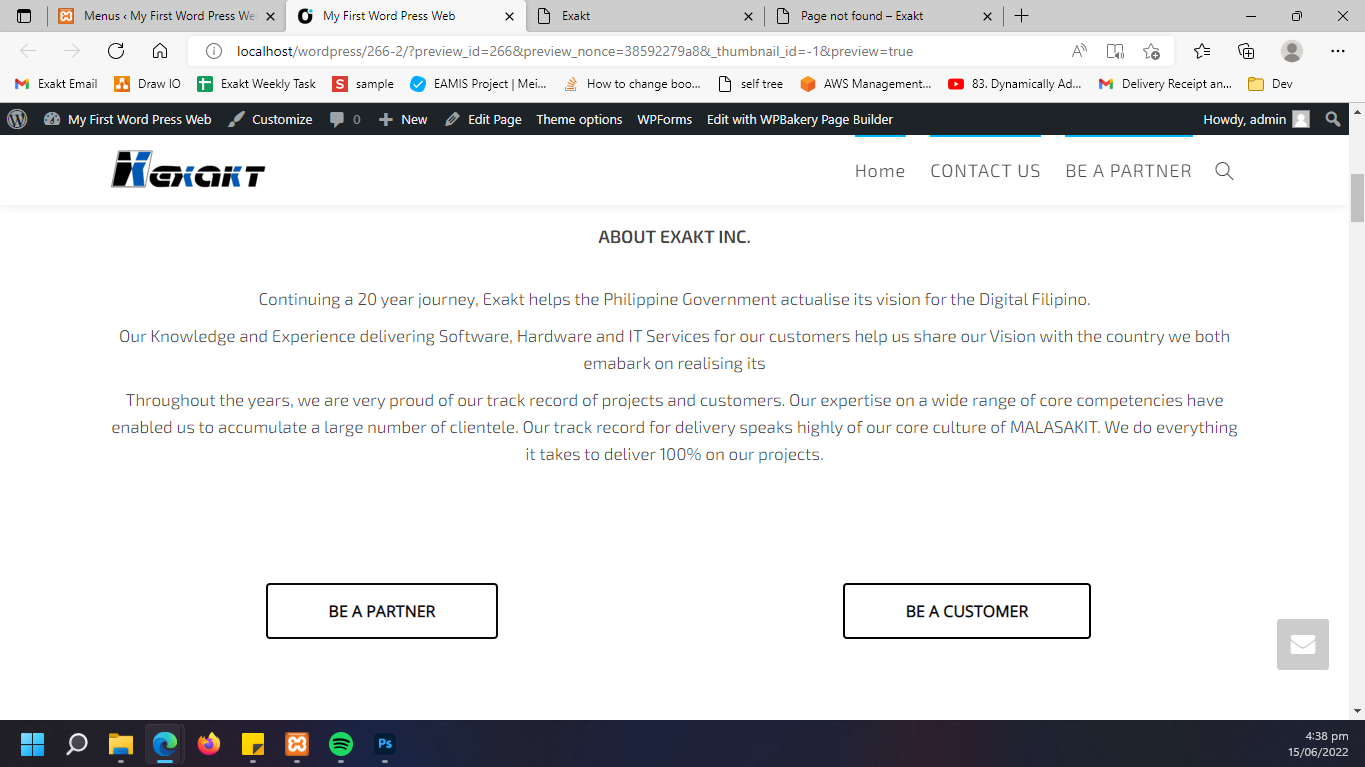 Menus ‹ My First Word Press We
My First Word Press Web
Exakt
Page not found – Exakt
localhost/wordpress/266-2/?preview_id=266&preview_nonce=38592279a8&_thumbnail_id=-1&preview=true
Exakt Email
Draw IO
Exakt Weekly Task
sample
EAMIS Project | Mei...
How to change boo...
self tree
AWS Management...
83. Dynamically Ad...
Delivery Receipt an...
Dev
My First Word Press Web
Customize
0
New
Edit Page
Theme options
WPForms
Edit with WPBakery Page Builder
Howdy, admin
exakt
Home
CONTACT US
BE A PARTNER
ABOUT EXAKT INC.
Continuing a 20 year journey, Exakt helps the Philippine Government actualise its vision for the Digital Filipino.
Our Knowledge and Experience delivering Software, Hardware and IT Services for our customers help us share our Vision with the country we both
emabark on realising its
Throughout the years, we are very proud of our track record of projects and customers. Our expertise on a wide range of core competencies have
enabled us to accumulate a large number of clientele. Our track record for delivery speaks highly of our core culture of MALASAKIT. We do everything
it takes to deliver 100% on our projects.
BE A PARTNER
BE A CUSTOMER
Ps
4:38 pm
15/06/2022